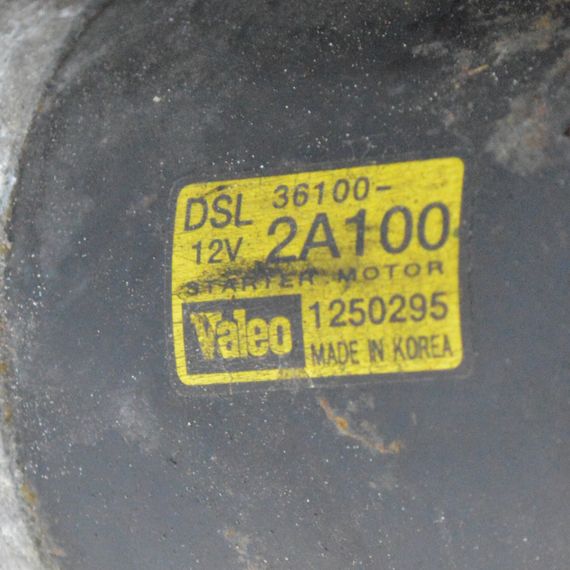 DSL 36100-
12V 2A100
STARTER MOTOR
Valeo 1250295
MADE IN KOREA